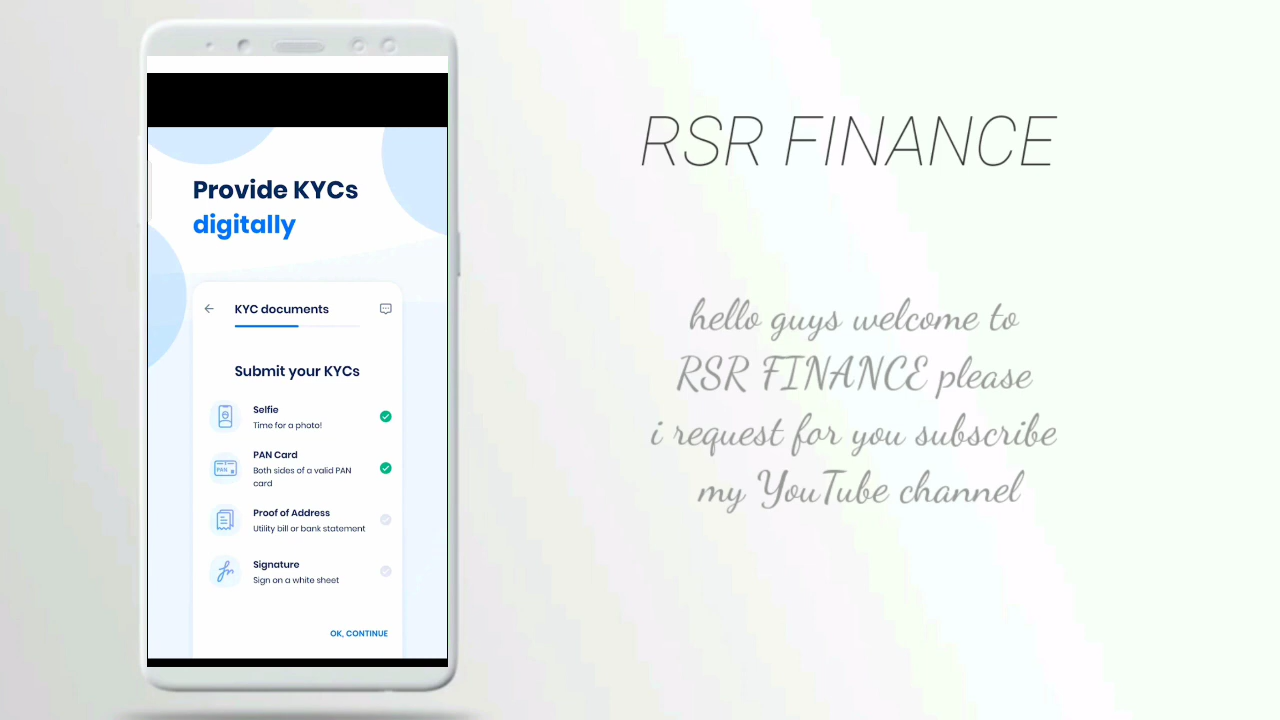 Provide KYCs
digitally
KYC documents
Submit your KYCs
Selfie
Time for a photo!
PAN Card
Both sides of a valid PAN
card
PAN
Proof of Address
Utility bill or bank statement
Signature
Sign on a white sheet
OK, CONTINUE
RSR FINANCE
hello guys welcome to
RSR FINANCE please
i request for you subscribe
my YouTube channel